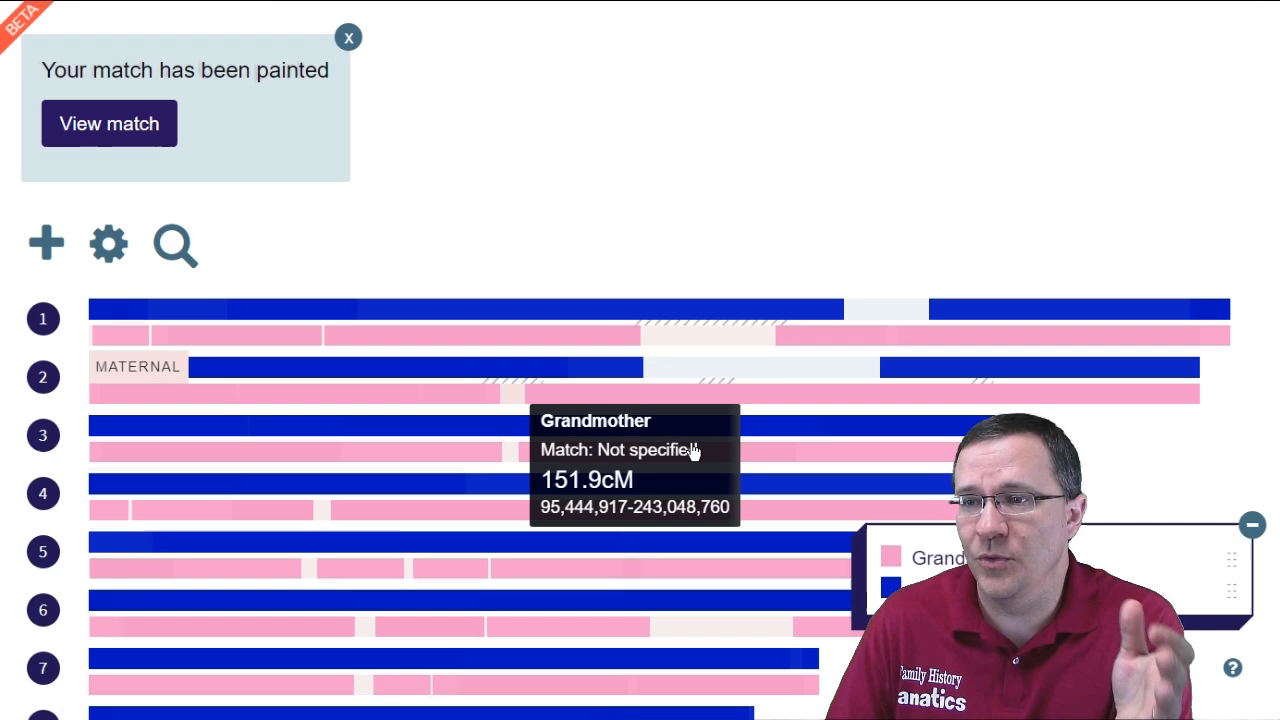 BETA
x
Your match has been painted
View match
1
2
MATERNAL
3
Grandmother
Match: Not specifie
151.9cM
95,444,917-243,048,760
4
5
Grand
6
7
?
Family History
anatics